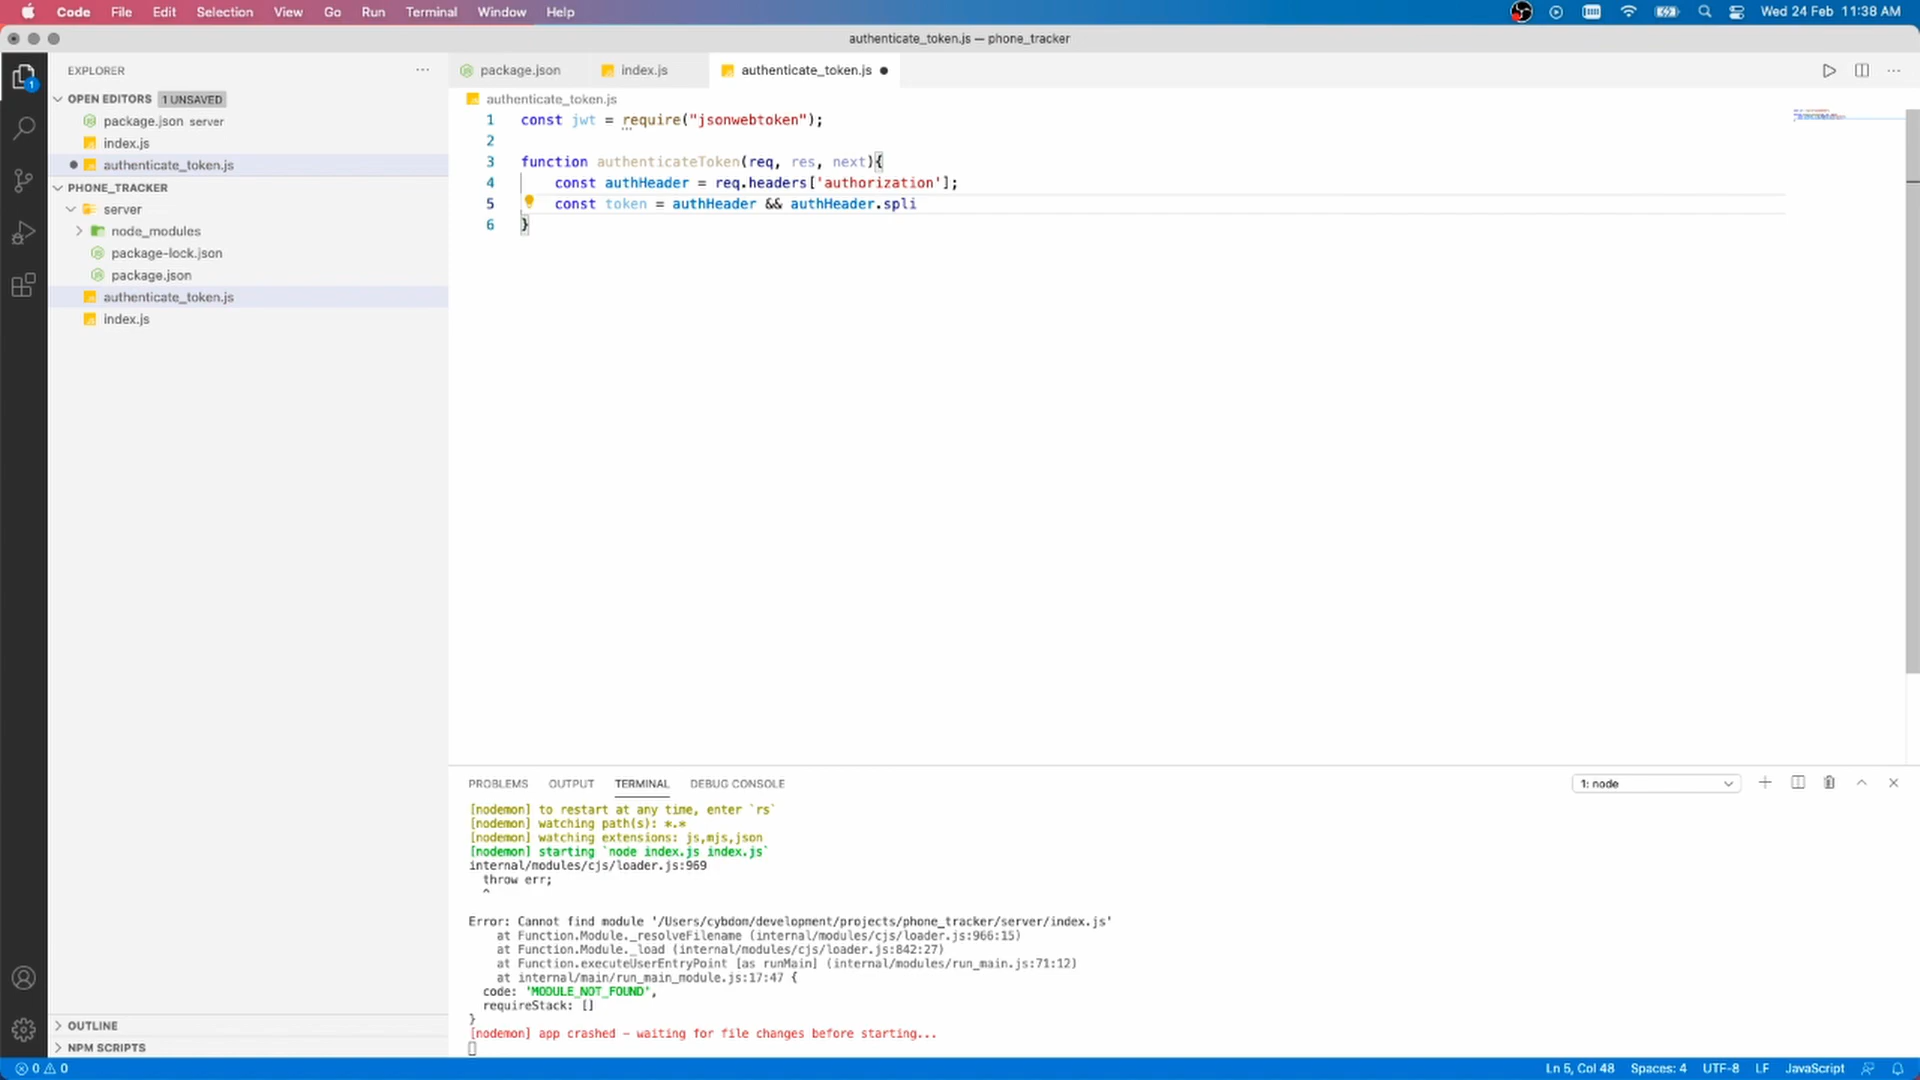 Code File Edit Selection View Go Run Terminal Window Help Wed 24 Feb 11:38 AM
authenticate_token.js — phone_tracker
EXPLORER
OPEN EDITORS 1 UNSAVED
package.json server
index.js
authenticate_token.js
PHONE_TRACKER
server
node_modules
package-lock.json
package.json
authenticate_token.js
index.js
OUTLINE
NPM SCRIPTS
1
package.json index.js authenticate_token.js
authenticate_token.js
1 const jwt = require("jsonwebtoken");
2
3 function authenticateToken(req, res, next){
4 const authHeader = req.headers['authorization'];
5 const token = authHeader && authHeader.spli
6 }
PROBLEMS OUTPUT TERMINAL DEBUG CONSOLE 1: node
[nodemon] to restart at any time, enter `rs`
[nodemon] watching path(s): *.*
[nodemon] watching extensions: js,mjs,json
[nodemon] starting `node index.js index.js`
internal/modules/cjs/loader.js:969
throw err;
^
Error: Cannot find module '/Users/cybdom/development/projects/phone_tracker/server/index.js'
at Function.Module._resolveFilename (internal/modules/cjs/loader.js:966:15)
at Function.Module._load (internal/modules/cjs/loader.js:842:27)
at Function.executeUserEntryPoint [as runMain] (internal/modules/run_main.js:71:12)
at internal/main/run_main_module.js:17:47 {
code: 'MODULE_NOT_FOUND',
requireStack: []
}
[nodemon] app crashed - waiting for file changes before starting...
0 0 Ln 5, Col 48 Spaces: 4 UTF-8 LF JavaScript